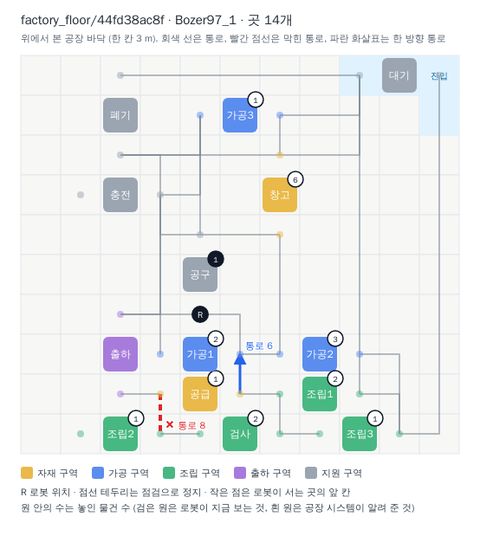 factory_floor/44fd38ac8f · Bozer97_1 · 곳 14개
위에서 본 공장 바닥 (한 칸 3 m). 회색 선은 통로, 빨간 점선은 막힌 통로, 파란 화살표는 한 방향 통로
대기
전립
폐기
가공3
1
충전
창고
6
공구
1
R
출하
가공1
2
통로 6
가공2
3
공급
1
조립1
2
조립2
1
통로 8
검사
2
조립3
1
자재 구역
가공 구역
조립 구역
출하 구역
지원 구역
R 로봇 위치 · 점선 테두리는 점검으로 정지 · 작은 점은 로봇이 서는 곳의 앞 칸
원 안의 수는 놓인 물건 건수 (검은 원은 로봇이 지금 보는 것, 흰 원은 공장 시스템이 알려 준 것)